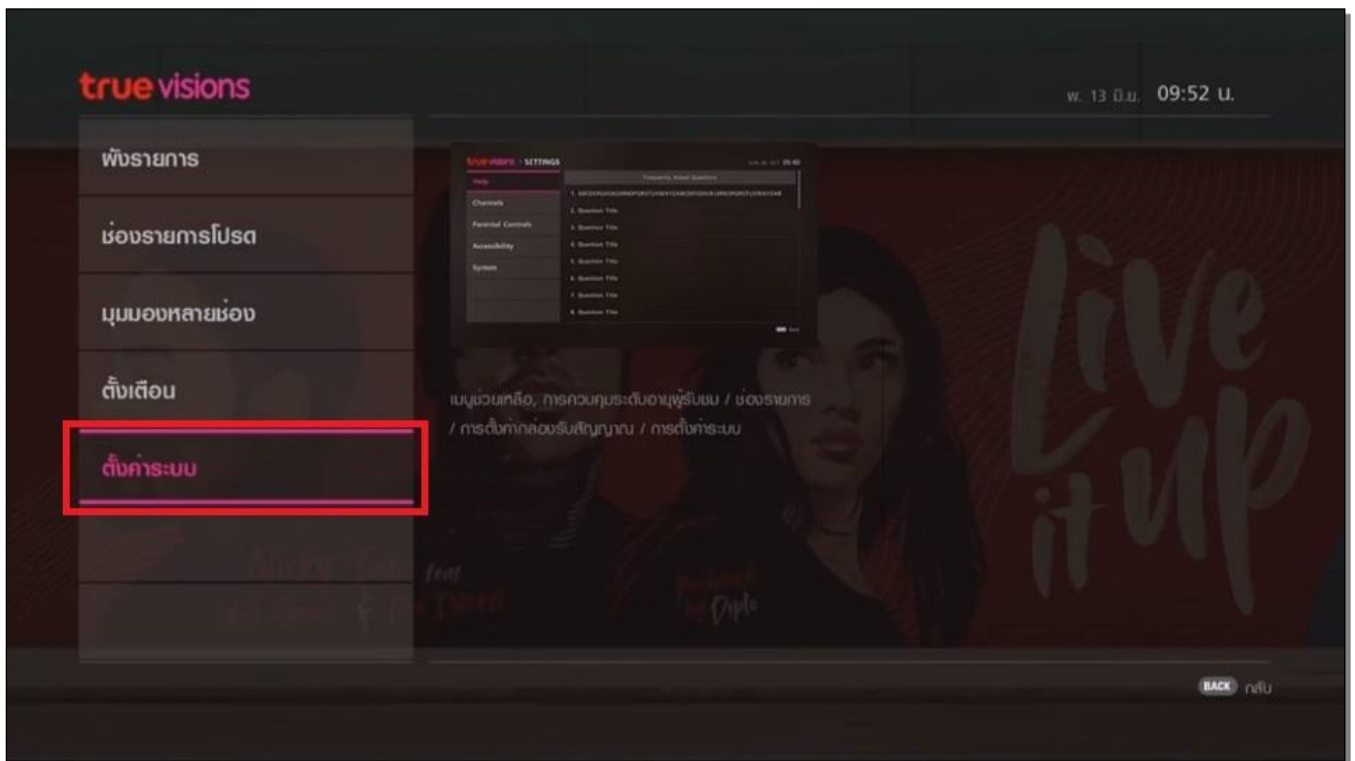 true visions
พ. 13 มิ.ย. 09:52 น.
ผังรายการ
ช่องรายการโปรด
มุมมองหลายช่อง
ตั้งเตือน
ตั้งค่าระบบ
true visions › SETTINGS
Help
Channels
Parental Controls
Accessibility
System
Frequently Asked Questions
2. Question Title
3. Question Title
4. Question Title
5. Question Title
6. Question Title
7. Question Title
8. Question Title
เมนูช่วยเหลือ, การควบคุมระดับอายุผู้รับชม / ช่องรายการ
/ การตั้งค่ากล่องรับสัญญาณ / การตั้งค่าระบบ
Live
it up
Diplo
BACK กลับ